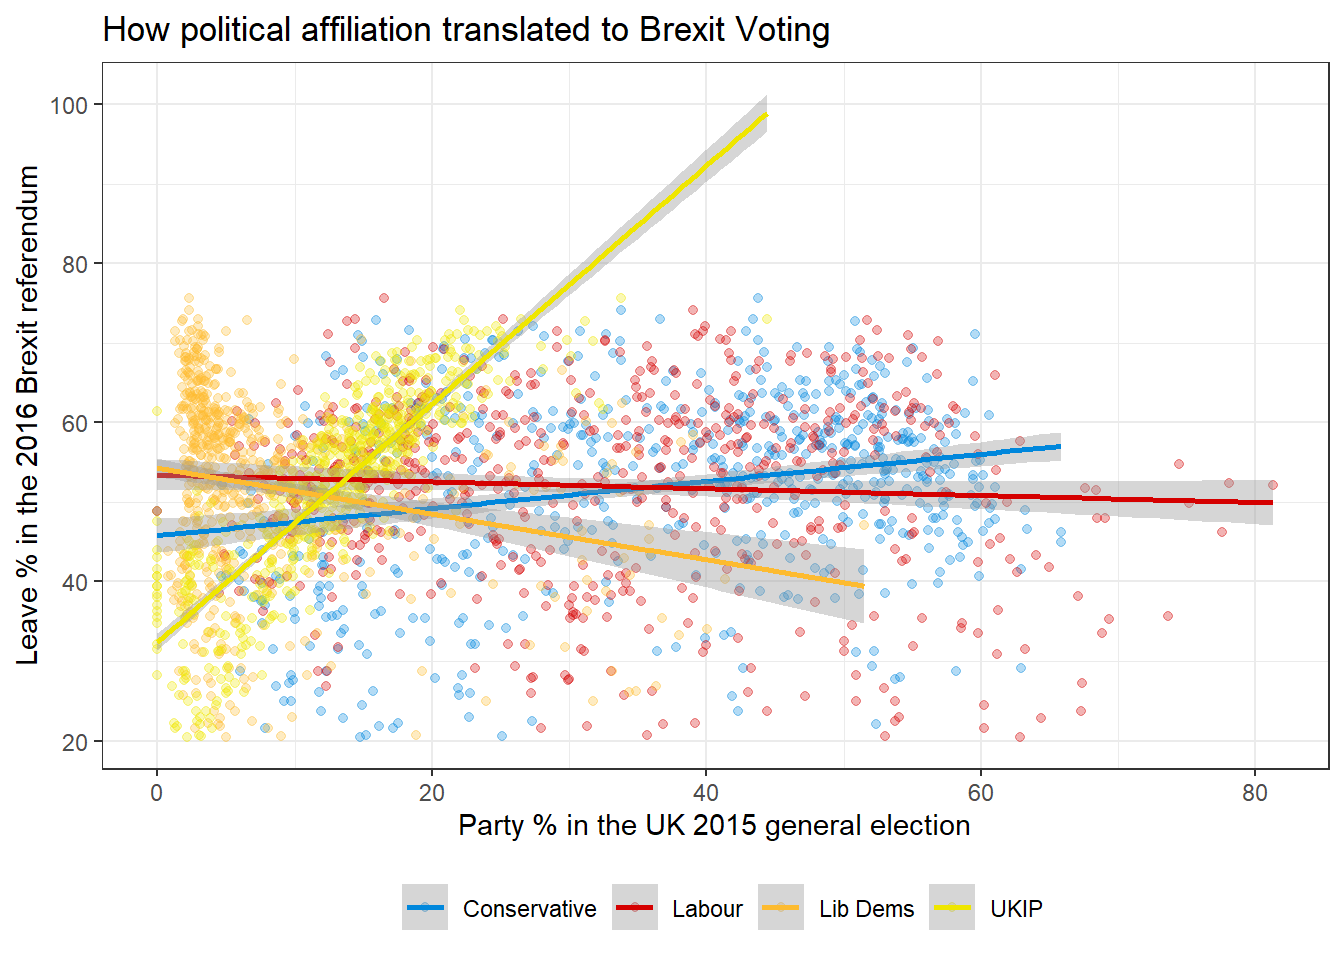 How political affiliation translated to Brexit Voting
Leave % in the 2016 Brexit referendum
100
80
60
40
20
0 20 40 60 80
Party % in the UK 2015 general election
Conservative Labour Lib Dems UKIP